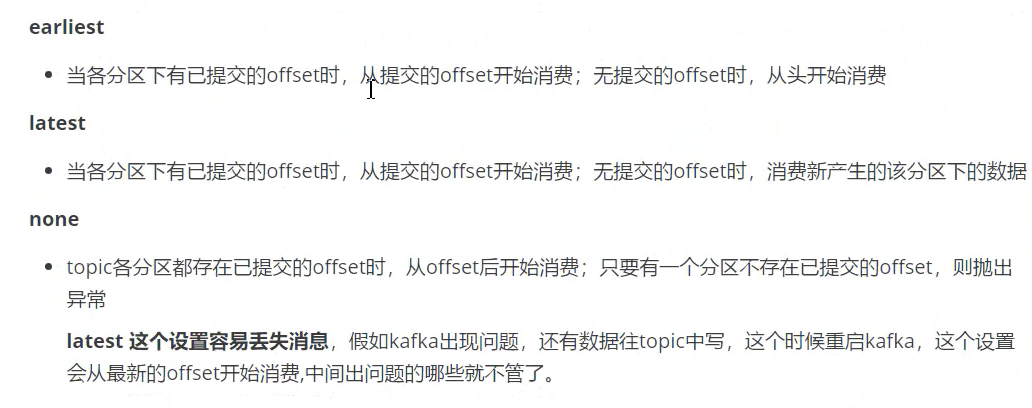 earliest
当各分区下有已提交的offset时，从提交的offset开始消费；无提交的offset时，从头开始消费
latest
当各分区下有已提交的offset时，从提交的offset开始消费；无提交的offset时，消费新产生的该分区下的数据
none
topic各分区都存在已提交的offset时，从offset后开始消费；只要有一个分区不存在已提交的offset，则抛出
异常
latest 这个设置容易丢失消息，假如kafka出现问题，还有数据往topic中写，这个时候重启kafka，这个设置
会从最新的offset开始消费,中间出问题的哪些就不管了。